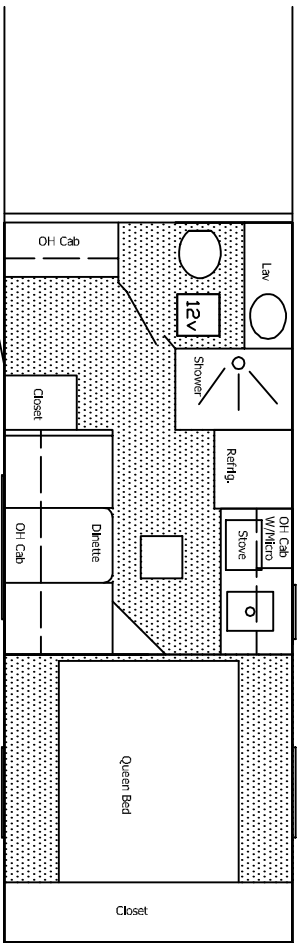 OH Cab
Lav
12v
Shower
Closet
Refrig.
OH Cab
W/Micro
Stove
Dinette
OH Cab
Queen Bed
Closet